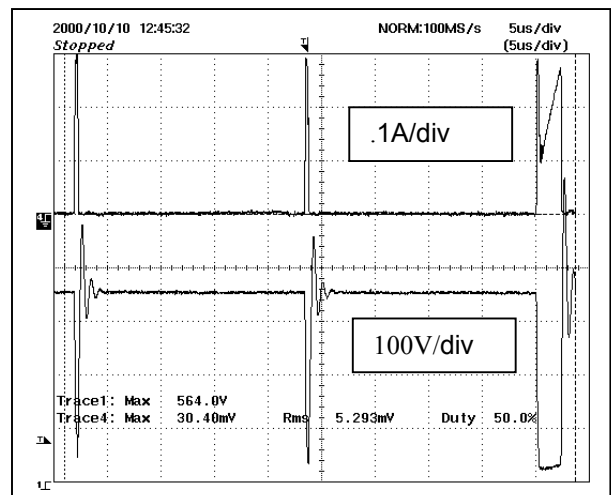 2000/10/10 12:45:32 NORM:100MS/s 5us/div
Stopped (5us/div)
.1A/div
100V/div
Trace1: Max 564.0V
Trace4: Max 30.40mV Rms 5.293mV Duty 50.0%